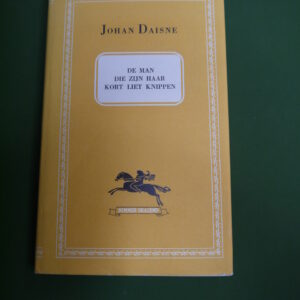 JOHAN DAISNE
DE MAN
DIE ZIJN HAAR
KORT LIET KNIPPEN